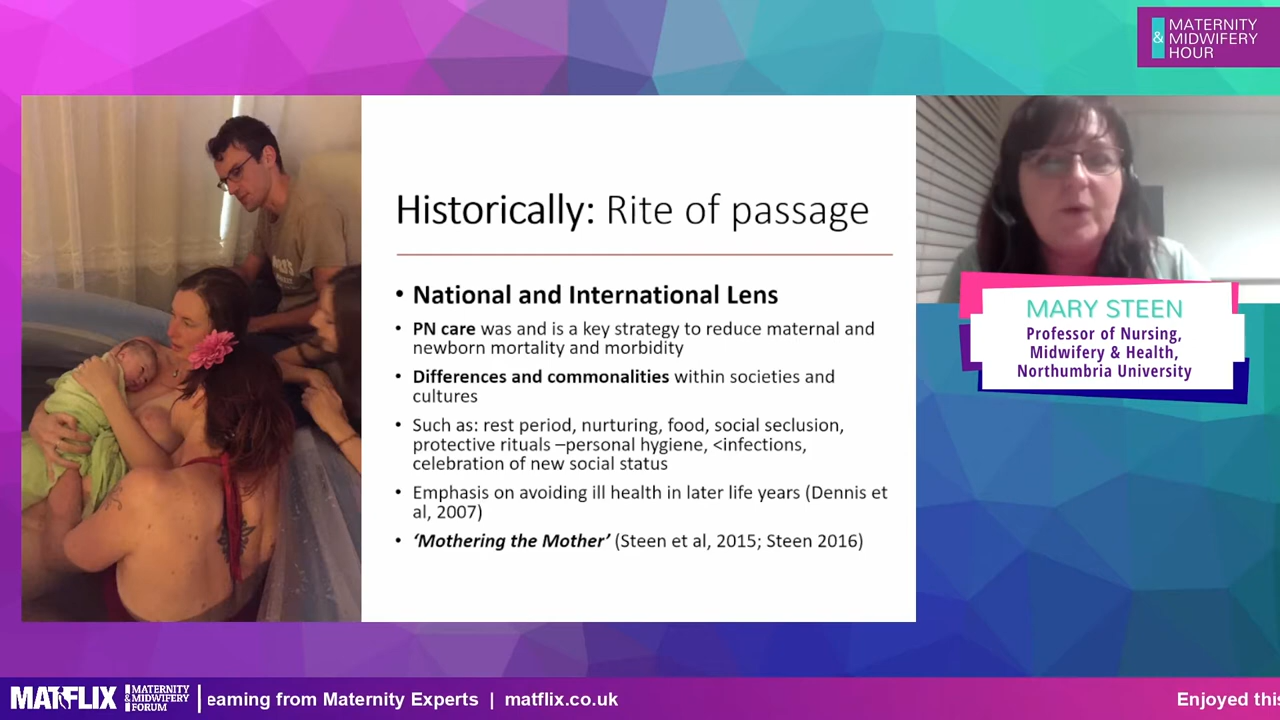 MATERNITY
& MIDWIFERY
HOUR
Historically: Rite of passage
• National and International Lens
• PN care was and is a key strategy to reduce maternal and
newborn mortality and morbidity
• Differences and commonalities within societies and
cultures
• Such as: rest period, nurturing, food, social seclusion,
protective rituals –personal hygiene, <infections,
celebration of new social status
• Emphasis on avoiding ill health in later life years (Dennis et
al, 2007)
• ‘Mothering the Mother’ (Steen et al, 2015; Steen 2016)
MARY STEEN
Professor of Nursing,
Midwifery & Health,
Northumbria University
MATFLIX
MATERNITY
& MIDWIFERY
FORUM
eaming from Maternity Experts | matflix.co.uk
Enjoyed this